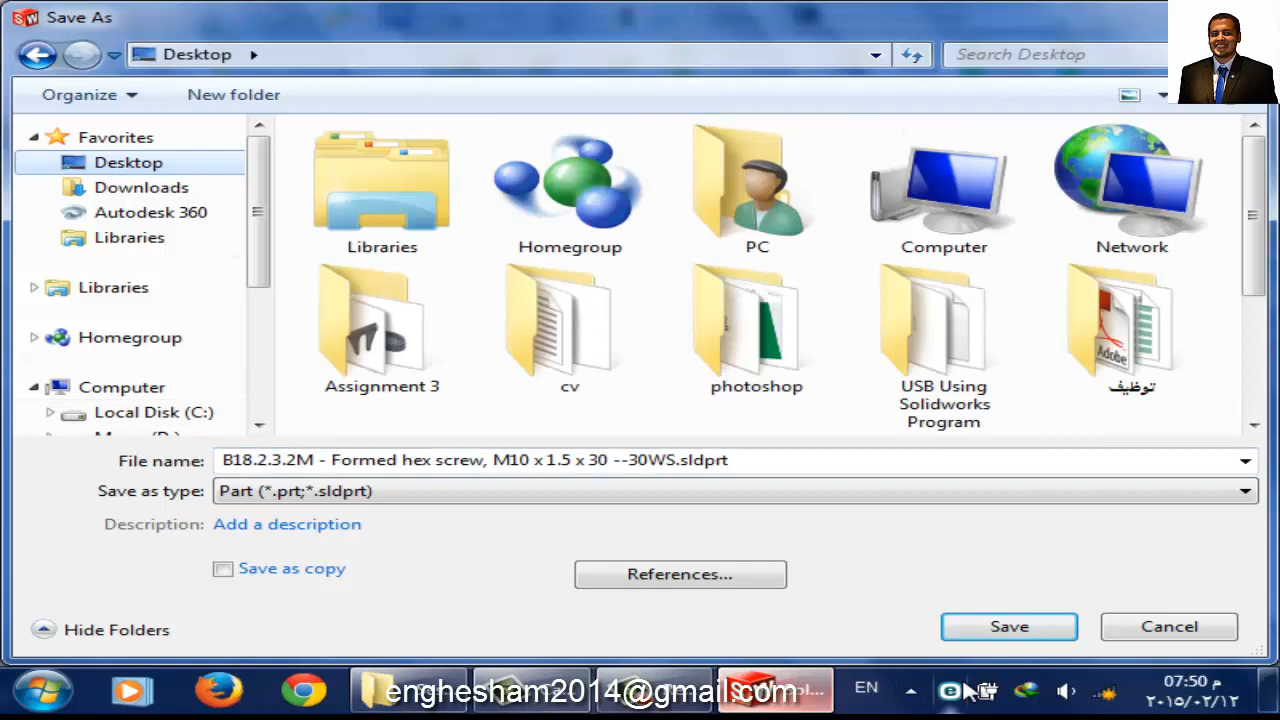 Save As
Desktop
Search Desktop
Organize
New folder
Favorites
Desktop
Downloads
Autodesk 360
Libraries
Libraries
Homegroup
Computer
Local Disk (C:)
Libraries
Homegroup
PC
Computer
Network
Assignment 3
cv
photoshop
USB Using
Solidworks
Program
توظيف
Adobe
File name:
B18.2.3.2M - Formed hex screw, M10 x 1.5 x 30 --30WS.sldprt
Save as type:
Part (*.prt;*.sldprt)
Description:
Add a description
Save as copy
References...
Hide Folders
Save
Cancel
enghesham2014@gmail.com
EN
07:50 م
٢٠١٥/٠٢/١٢